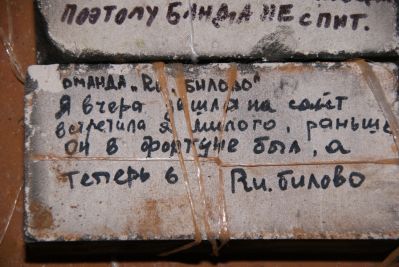 ПОЭТОМУ БАНДА НЕ СПИТ.
ОМАНДА „Ru. БИЛОВО"
Я вчера вышла на сайт
встретила я милого, раньше
он в фортуне был, а
теперь в Ru.билово